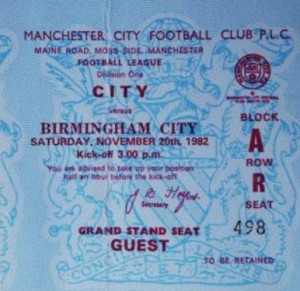 MANCHESTER CITY FOOTBALL CLUB P.L.C.
MAINE ROAD, MOSS SIDE, MANCHESTER
FOOTBALL LEAGUE
Division One
CITY
versus
BIRMINGHAM CITY
SATURDAY, NOVEMBER 20th, 1982
Kick-off 3.00 p.m.
You are advised to take up your position
half an hour before the kick-off.
Secretary
GRAND STAND SEAT
GUEST
BLOCK
A
ROW
R
SEAT
498
TO BE RETAINED